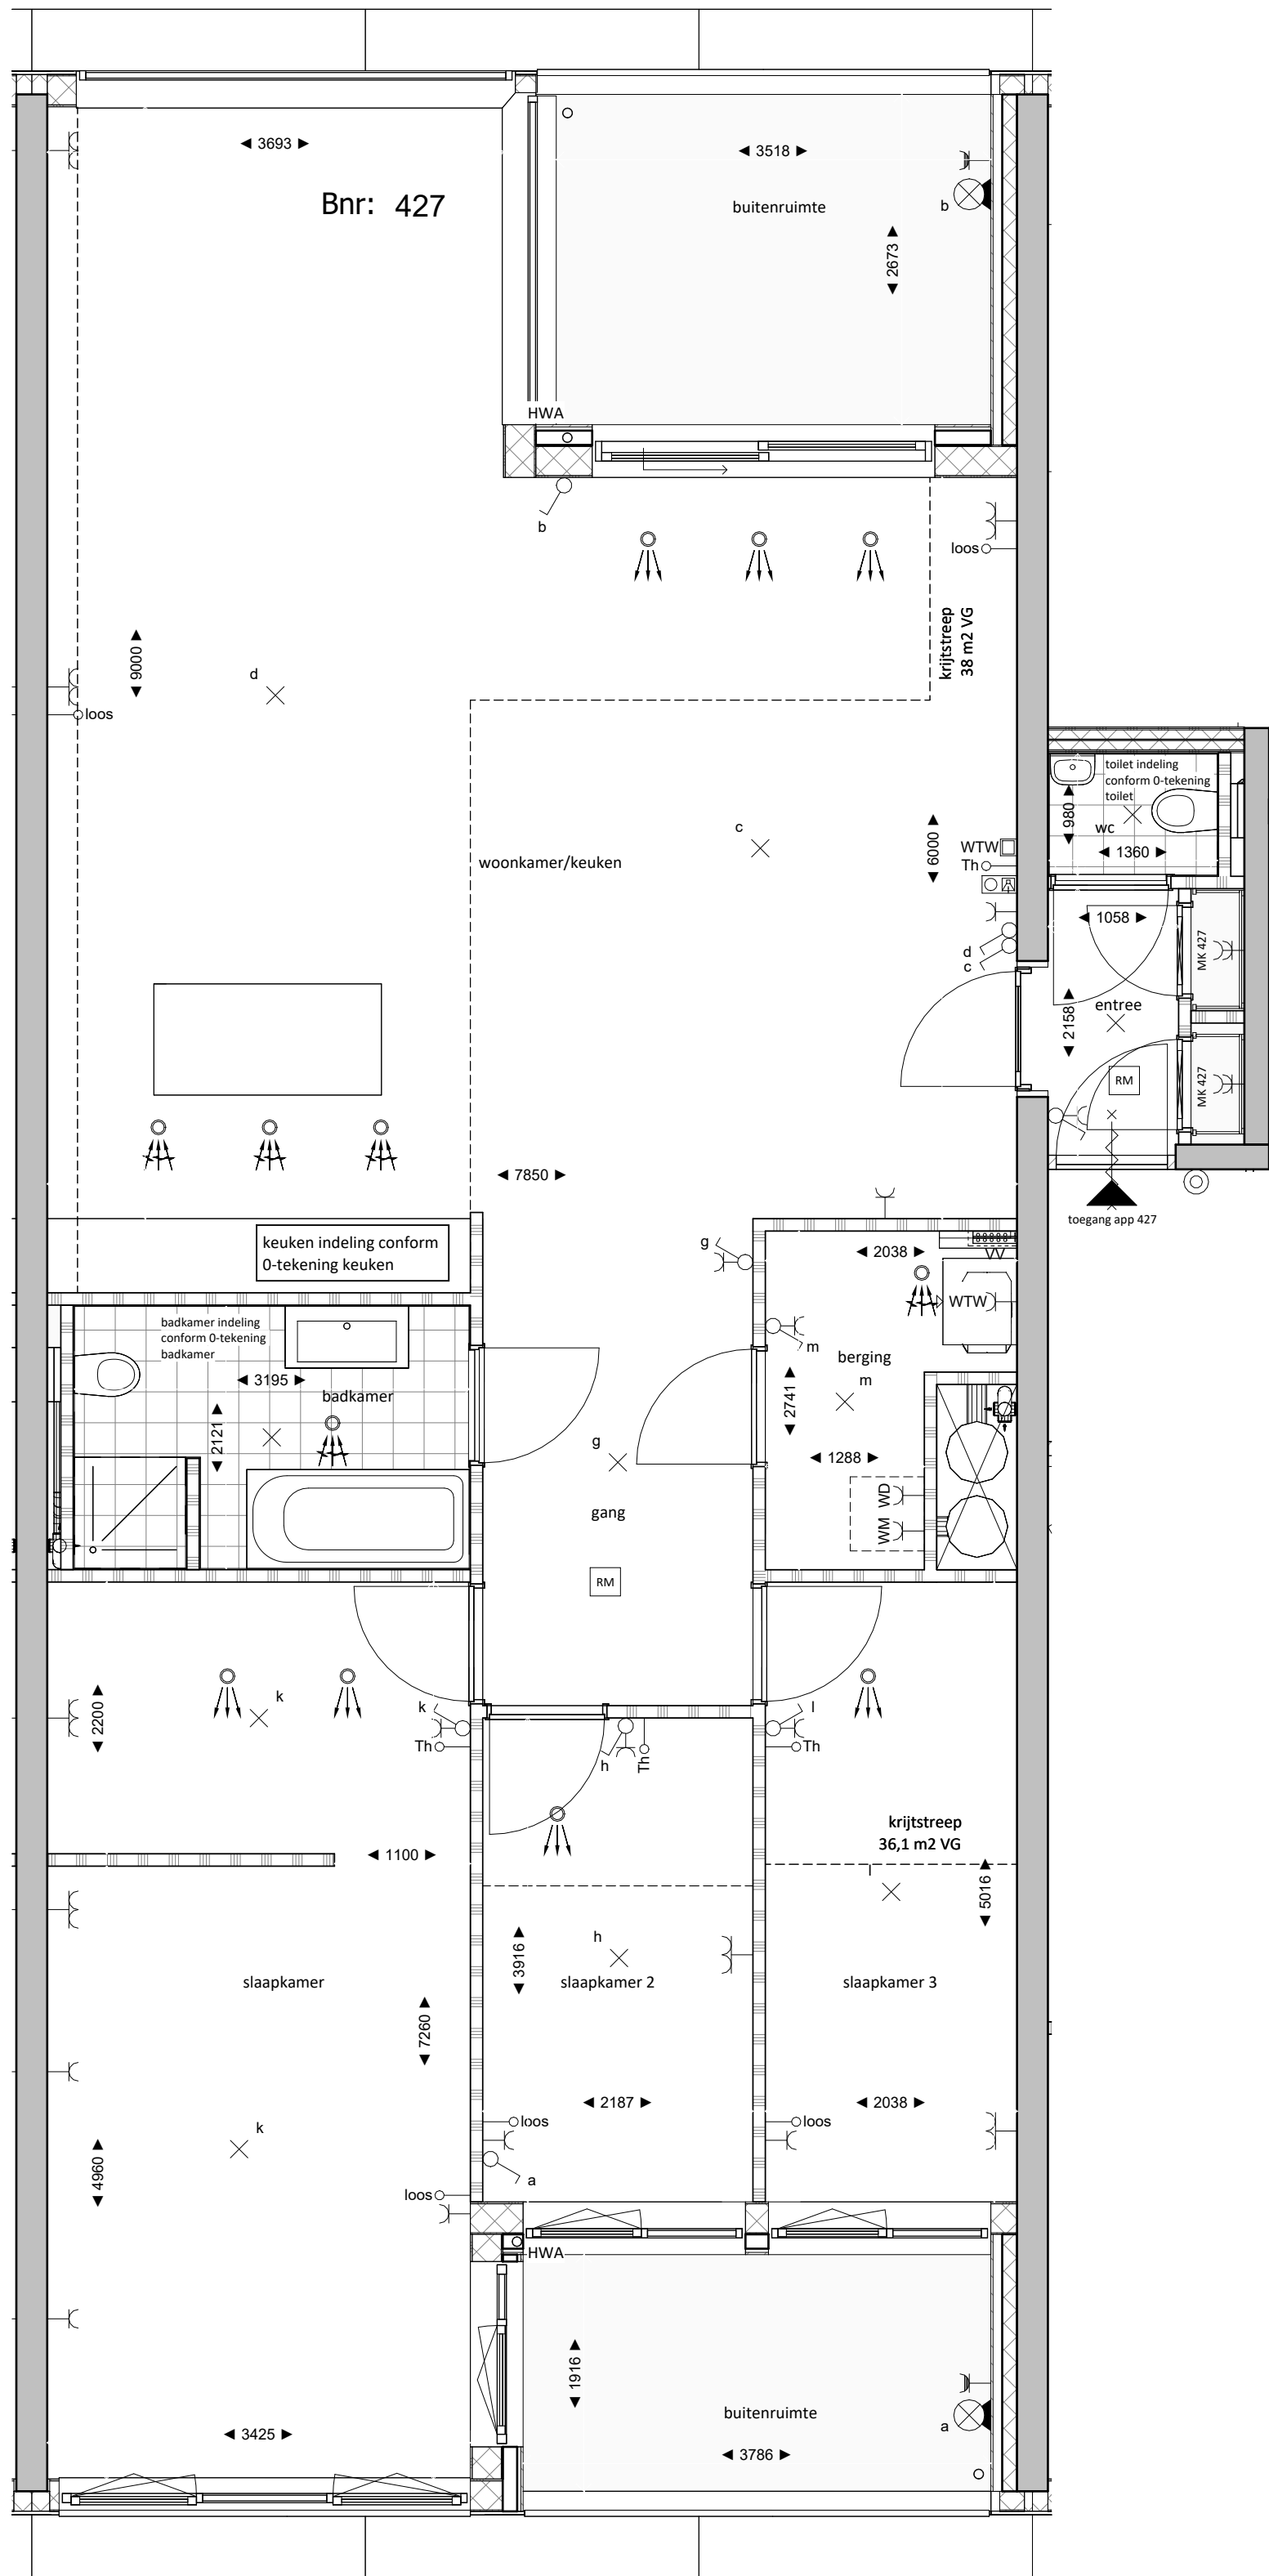 ◄ 3693 ►
Bnr: 427
◄ 3518 ►
buitenruimte
b
◄ 2673 ►
HWA
b
loos
krijtstreep
38 m2 VG
◄ 9000 ►
d
loos
c
woonkamer/keuken
◄ 6000 ►
WTW
Th
d
c
toilet indeling
conform 0-tekening
toilet
◄ 980 ►
wc
◄ 1360 ►
◄ 1058 ►
MK 427
◄ 2158 ►
entree
RM
MK 427
toegang app 427
◄ 7850 ►
keuken indeling conform
0-tekening keuken
g
◄ 2038 ►
VV
WTW
badkamer indeling
conform 0-tekening
badkamer
◄ 3195 ►
badkamer
◄ 2121 ►
m
berging
m
◄ 2741 ►
◄ 1288 ►
WD
WM
g
gang
RM
k
◄ 2200 ►
k
Th
h
Th
l
Th
krijtstreep
36,1 m2 VG
◄ 1100 ►
l
◄ 5016 ►
h
◄ 3916 ►
slaapkamer
slaapkamer 2
slaapkamer 3
◄ 7260 ►
◄ 2187 ►
◄ 2038 ►
loos
loos
k
◄ 4960 ►
a
loos
HWA
◄ 1916 ►
buitenruimte
a
◄ 3425 ►
◄ 3786 ►